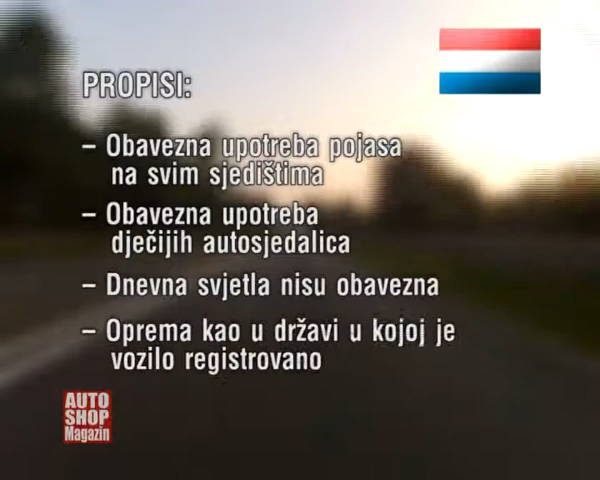 PROPISI:
– Obavezna upotreba pojasa
na svim sjedištima
– Obavezna upotreba
dječijih autosjedalica
– Dnevna svjetla nisu obavezna
– Oprema kao u državi u kojoj je
vozilo registrovano
AUTO
SHOP
Magazin